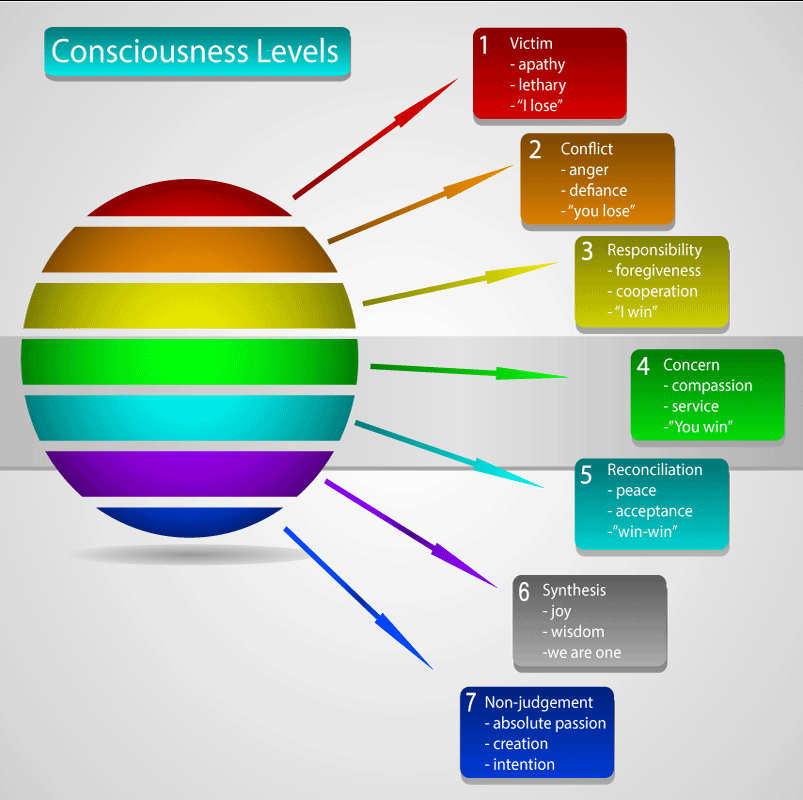 Consciousness Levels
1 Victim
- apathy
- lethary
- "I lose"
2 Conflict
- anger
- defiance
- "you lose"
3 Responsibility
- foregiveness
- cooperation
- "I win"
4 Concern
- compassion
- service
-"You win"
5 Reconciliation
- peace
- acceptance
-"win-win"
6 Synthesis
- joy
- wisdom
-we are one
7 Non-judgement
- absolute passion
- creation
- intention